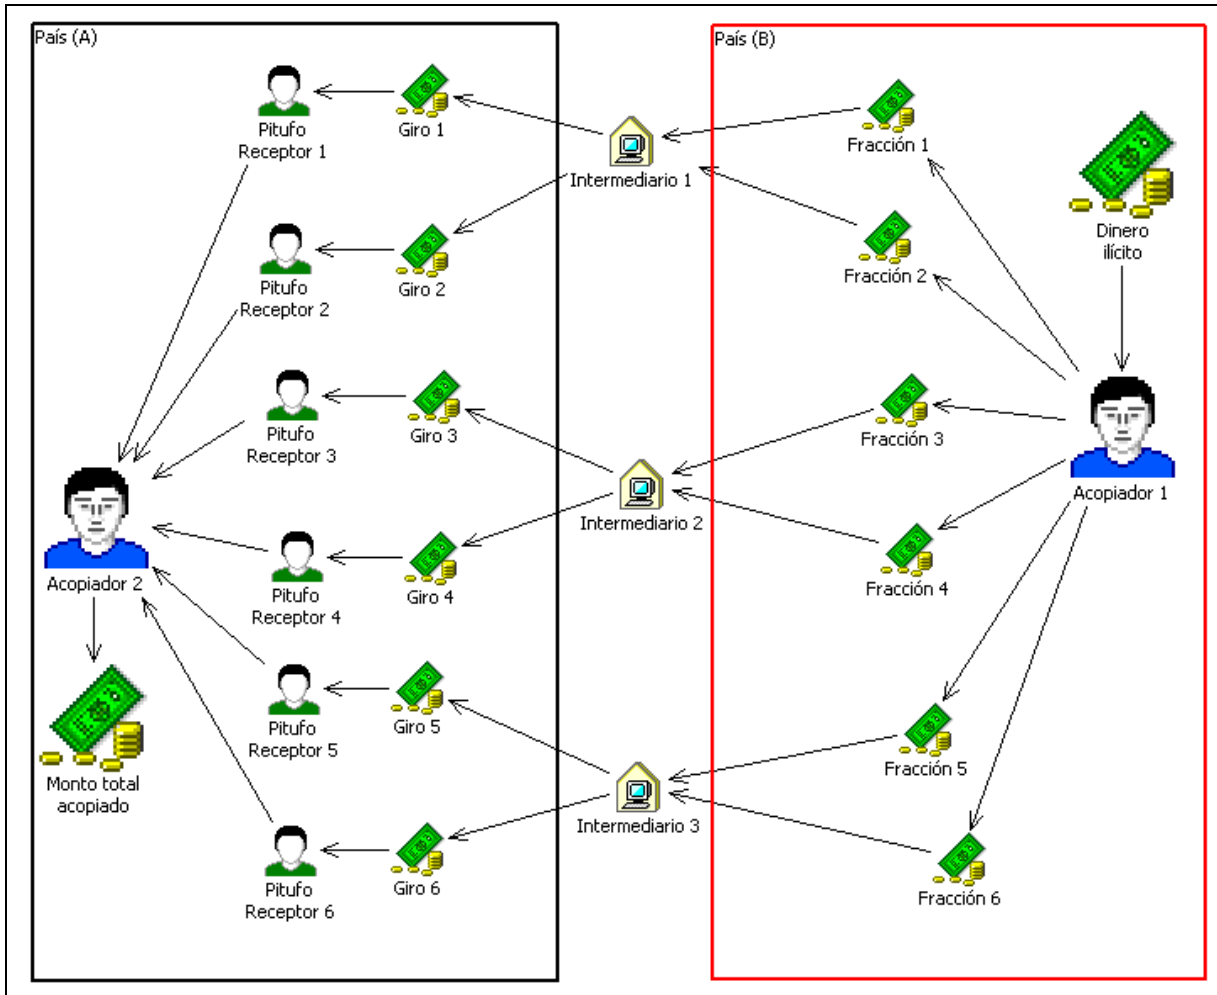 País (A)
País (B)
Pitufo
Receptor 1
Giro 1
Intermediario 1
Fracción 1
Dinero
ilícito
Pitufo
Receptor 2
Giro 2
Fracción 2
Pitufo
Receptor 3
Giro 3
Intermediario 2
Fracción 3
Acopiador 1
Acopiador 2
Pitufo
Receptor 4
Giro 4
Fracción 4
Monto total
acopiado
Pitufo
Receptor 5
Giro 5
Intermediario 3
Fracción 5
Pitufo
Receptor 6
Giro 6
Fracción 6